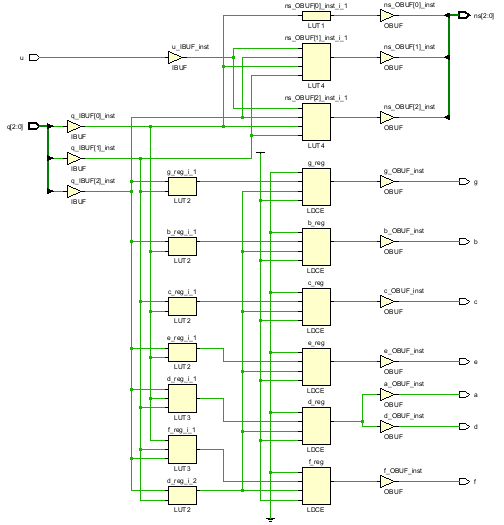 ns_OBUF[0]_inst_i_1
LUT1
ns_OBUF[0]_inst
OBUF
ns[2:0]
u
u_IBUF_inst
IBUF
ns_OBUF[1]_inst_i_1
LUT4
ns_OBUF[1]_inst
OBUF
ns_OBUF[2]_inst_i_1
LUT4
ns_OBUF[2]_inst
OBUF
q[2:0]
q_IBUF[0]_inst
IBUF
q_IBUF[1]_inst
IBUF
q_IBUF[2]_inst
IBUF
g_reg_i_1
LUT2
g_reg
LDCE
g_OBUF_inst
OBUF
g
b_reg_i_1
LUT2
b_reg
LDCE
b_OBUF_inst
OBUF
b
c_reg_i_1
LUT2
c_reg
LDCE
c_OBUF_inst
OBUF
c
e_reg_i_1
LUT2
e_reg
LDCE
e_OBUF_inst
OBUF
e
d_reg_i_1
LUT3
d_reg
LDCE
a_OBUF_inst
OBUF
a
d_OBUF_inst
OBUF
d
f_reg_i_1
LUT3
f_reg
LDCE
f_OBUF_inst
OBUF
f
d_reg_i_2
LUT2